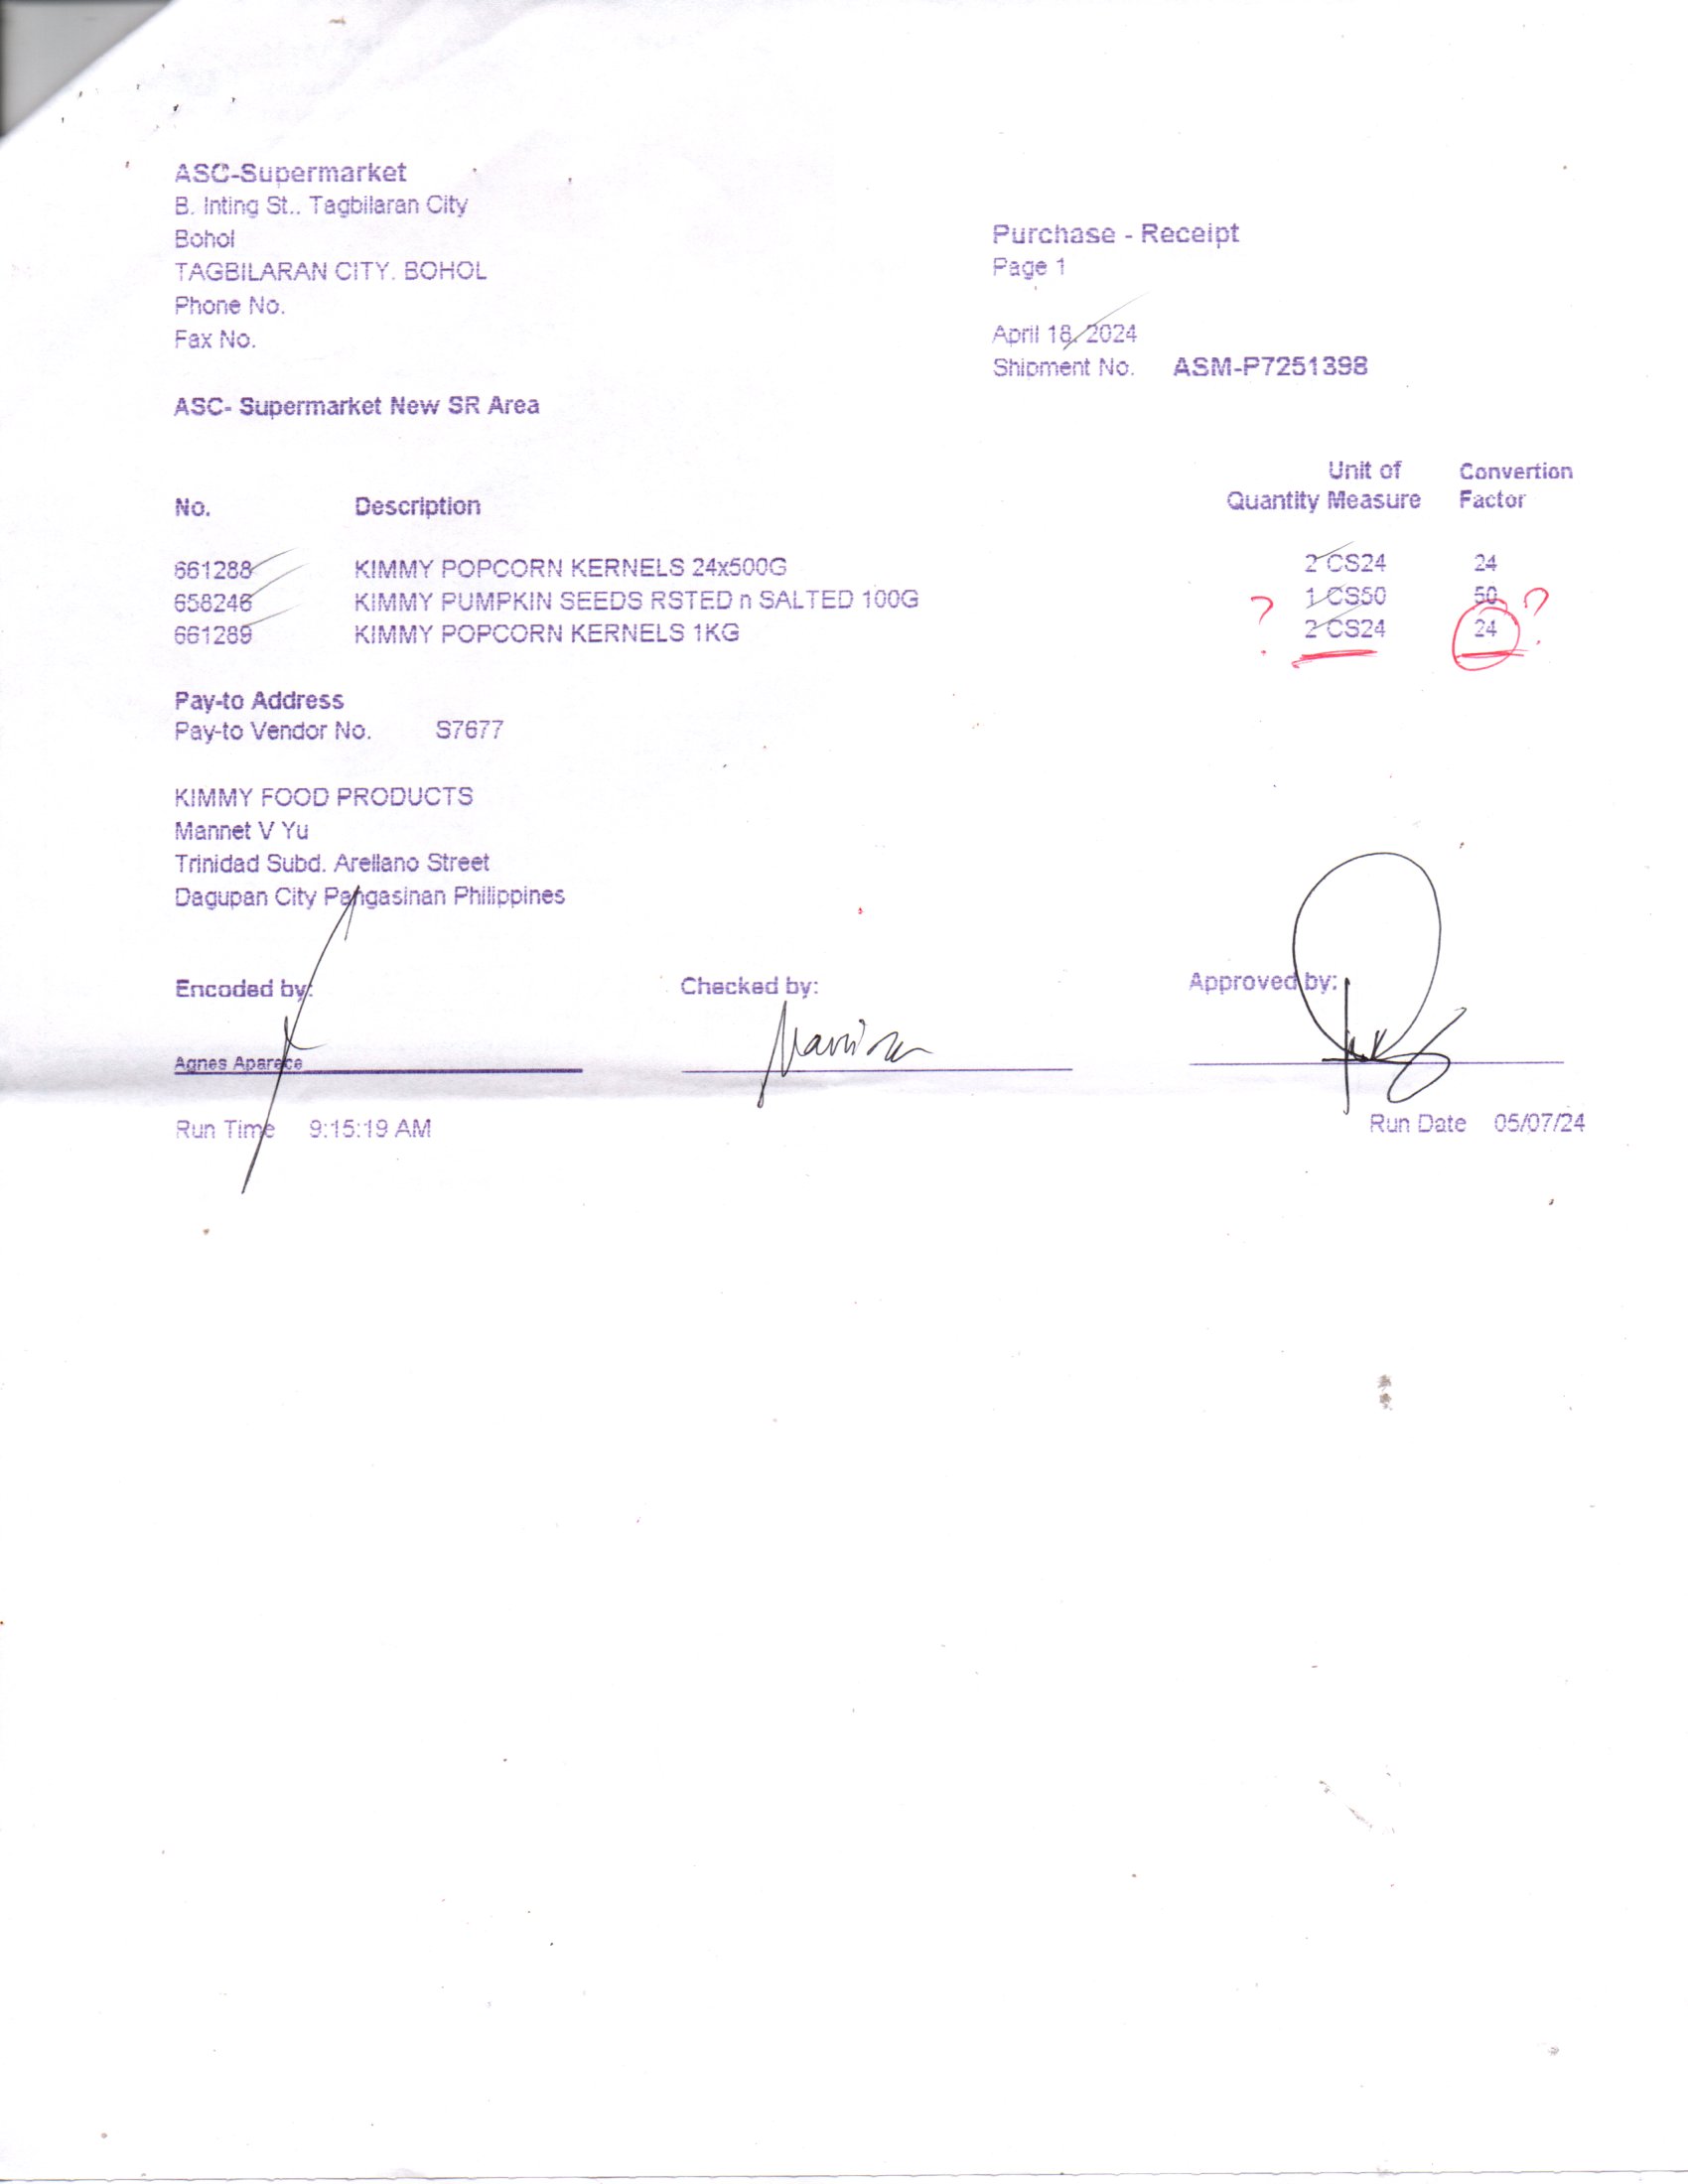 ASC-Supermarket
B. Inting St.. Tagbilaran City
Bohol
TAGBILARAN CITY. BOHOL
Phone No.
Fax No.
Purchase - Receipt
Page 1
April 18, 2024
Shipment No. ASM-P7251398
ASC- Supermarket New SR Area
No. Description Quantity Unit of Measure Convertion Factor
661288 KIMMY POPCORN KERNELS 24x500G 2 CS24 24
658246 KIMMY PUMPKIN SEEDS RSTED n SALTED 100G ? 1 CS50 50 ?
661289 KIMMY POPCORN KERNELS 1KG 2 CS24 24
Pay-to Address
Pay-to Vendor No. S7677
KIMMY FOOD PRODUCTS
Mannet V Yu
Trinidad Subd. Arellano Street
Dagupan City Pangasinan Philippines
Encoded by: Checked by: Approved by:
Agnes Aparece
Run Time 9:15:19 AM Run Date 05/07/24